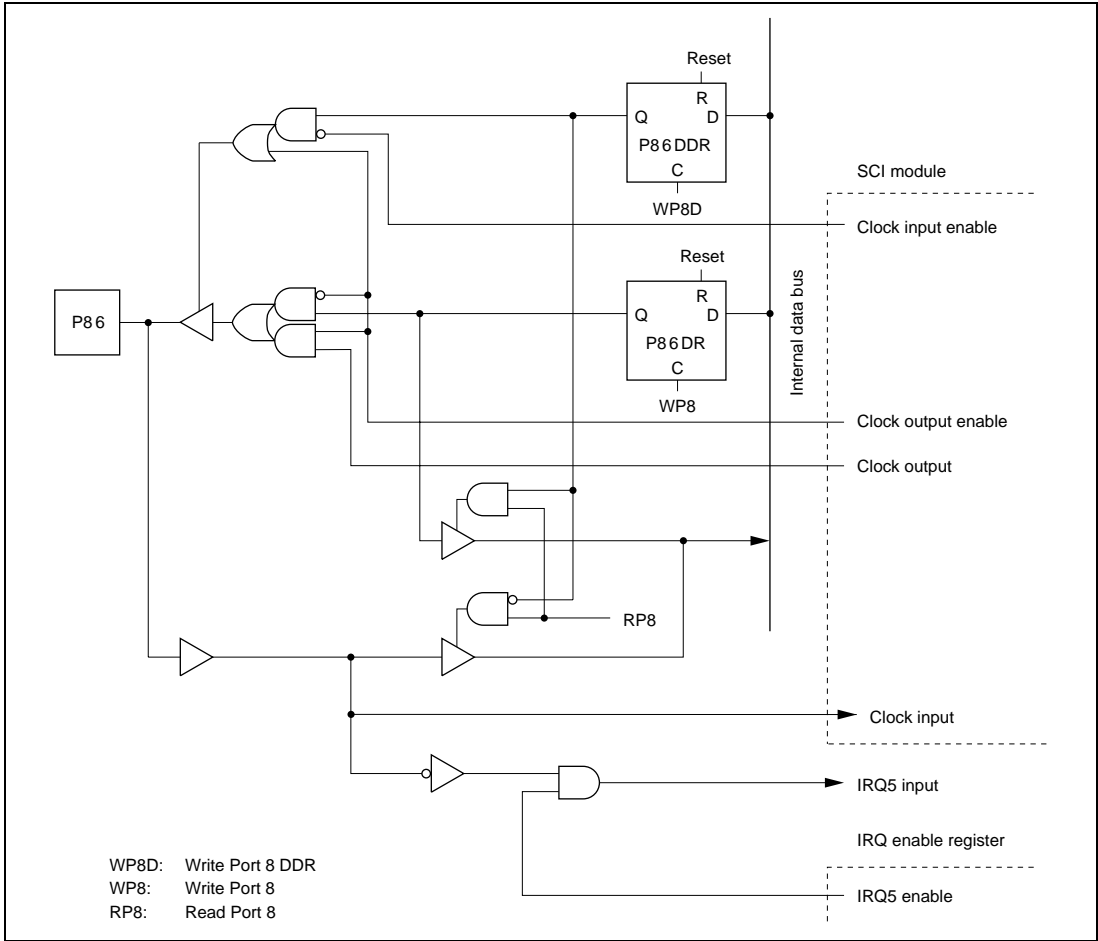 Reset
R
Q D
P86DDR
C
WP8D
SCI module
Clock input enable
Reset
R
Q D
P86DR
C
WP8
P86
Internal data bus
Clock output enable
Clock output
RP8
Clock input
IRQ5 input
IRQ enable register
IRQ5 enable
WP8D: Write Port 8 DDR
WP8: Write Port 8
RP8: Read Port 8